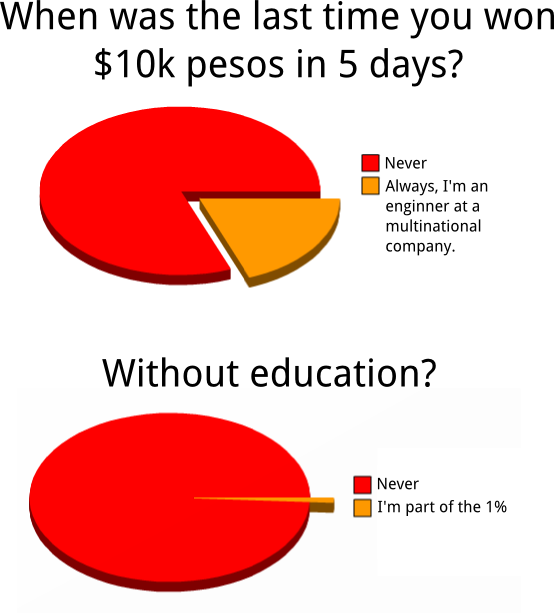 When was the last time you won
$10k pesos in 5 days?
Never
Always, I'm an
enginner at a
multinational
company.
Without education?
Never
I'm part of the 1%